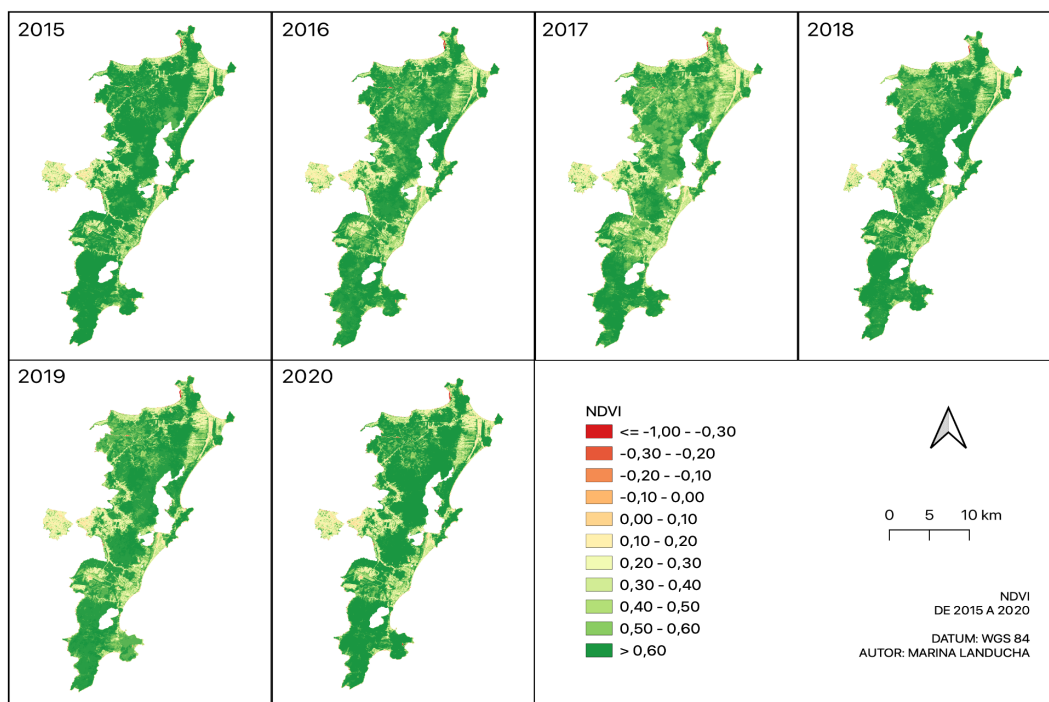 2015
2016
2017
2018
2019
2020
NDVI
<= -1,00 - -0,30
-0,30 - -0,20
-0,20 - -0,10
-0,10 - 0,00
0,00 - 0,10
0,10 - 0,20
0,20 - 0,30
0,30 - 0,40
0,40 - 0,50
0,50 - 0,60
> 0,60
0 5 10 km
NDVI
DE 2015 A 2020
DATUM: WGS 84
AUTOR: MARINA LANDUCHA